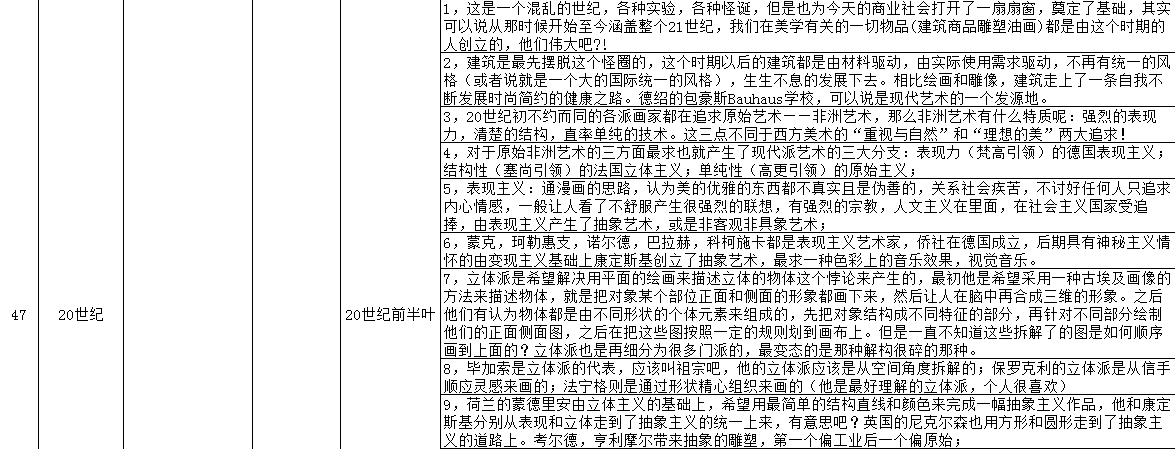 1，这是一个混乱的世纪，各种实验，各种怪诞，但是也为今天的商业社会打开了一扇扇窗，奠定了基础，其实
可以说从那时候开始至今涵盖整个21世纪，我们在美学有关的一切物品(建筑商品雕塑油画)都是由这个时期的
人创立的，他们伟大吧?!
2，建筑是最先摆脱这个怪圈的，这个时期以后的建筑都是由材料驱动，由实际使用需求驱动，不再有统一的风
格（或者说就是一个大的国际统一的风格），生生不息的发展下去。相比绘画和雕像，建筑走上了一条自我不
断发展时尚简约的健康之路。德绍的包豪斯Bauhaus学校，可以说是现代艺术的一个发源地。
3，20世纪初不约而同的各派画家都在追求原始艺术——非洲艺术，那么非洲艺术有什么特质呢：强烈的表现
力，清楚的结构，直率单纯的技术。这三点不同于西方美术的“重视与自然”和“理想的美”两大追求！
4，对于原始非洲艺术的三方面最求也就产生了现代派艺术的三大分支：表现力（梵高引领）的德国表现主义；
结构性（塞尚引领）的法国立体主义；单纯性（高更引领）的原始主义；
5，表现主义：通漫画的思路，认为美的优雅的东西都不真实且是伪善的，关系社会疾苦，不讨好任何人只追求
内心情感，一般让人看了不舒服产生很强烈的联想，有强烈的宗教，人文主义在里面，在社会主义国家受追
捧，由表现主义产生了抽象艺术，或是非客观非具象艺术；
6，蒙克，珂勒惠支，诺尔德，巴拉赫，科柯施卡都是表现主义艺术家，侨社在德国成立，后期具有神秘主义情
怀的由变现主义基础上康定斯基创立了抽象艺术，最求一种色彩上的音乐效果，视觉音乐。
7，立体派是希望解决用平面的绘画来描述立体的物体这个悖论来产生的，最初他是希望采用一种古埃及画像的
方法来描述物体，就是把对象某个部位正面和侧面的形象都画下来，然后让人在脑中再合成三维的形象。之后
他们有认为物体都是由不同形状的个体元素来组成的，先把对象结构成不同特征的部分，再针对不同部分绘制
他们的正面侧面图，之后在把这些图按照一定的规则划到画布上。但是一直不知道这些拆解了的图是如何顺序
画到上面的？立体派也是再细分为很多门派的，最变态的是那种解构很碎的那种。
47 20世纪 20世纪前半叶
8，毕加索是立体派的代表，应该叫祖宗吧，他的立体派应该是从空间角度拆解的；保罗克利的立体派是从信手
顺应灵感来画的；法宁格则是通过形状精心组织来画的（他是最好理解的立体派，个人很喜欢）
9，荷兰的蒙德里安由立体主义的基础上，希望用最简单的结构直线和颜色来完成一幅抽象主义作品，他和康定
斯基分别从表现和立体走到了抽象主义的统一上来，有意思吧？英国的尼克尔森也用方形和圆形走到了抽象主
义的道路上。考尔德，亨利摩尔带来抽象的雕塑，第一个偏工业后一个偏原始；